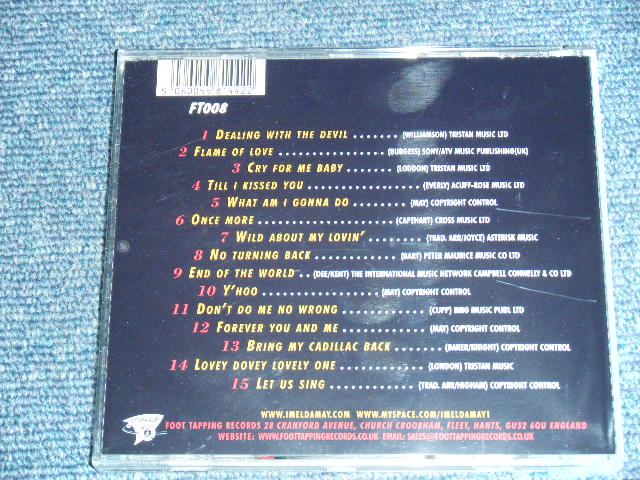 5 060055 814422
FT008
1 DEALING WITH THE DEVIL ....... (WILLIAMSON) TRISTAN MUSIC LTD
2 FLAME OF LOVE ................. (BURGESS) SONY/ATV MUSIC PUBLISHING(UK)
3 CRY FOR ME BABY ........ (LODDON) TRISTAN MUSIC LTD
4 TILL I KISSED YOU .................. (EVERLY) ACUFF-ROSE MUSIC LTD
5 WHAT AM I GONNA DO ......... (MAY) COPYRIGHT CONTROL
6 ONCE MORE ..................... (CAPEHART) CROSS MUSIC LTD
7 WILD ABOUT MY LOVIN' ........ (TRAD. ARR/JOYCE) ASTERISK MUSIC
8 NO TURNING BACK ............. (BART) PETER MAURICE MUSIC CO LTD
9 END OF THE WORLD .. (DEE/KENT) THE INTERNATIONAL MUSIC NETWORK CAMPBELL CONNELLY & CO LTD
10 Y'HOO .................. (MAY) COPYRIGHT CONTROL
11 DON'T DO ME NO WRONG ............. (CUFF) BMG MUSIC PUBL LTD
12 FOREVER YOU AND ME ............. (MAY) COPYRIGHT CONTROL
13 BRING MY CADILLAC BACK ........ (BAKER/KNIGHT) COPYRIGHT CONTROL
14 LOVEY DOVEY LOVELY ONE ............. (LONDON) TRISTAN MUSIC
15 LET US SING ............. (TRAD. ARR/HIGHAM) COPYRIGHT CONTROL
WWW.IMELDAMAY.COM WWW.MYSPACE.COM/IMELDAMAY1
FOOT TAPPING RECORDS 28 CRANFORD AVENUE, CHURCH CROOKHAM, FLEET, HANTS, GU52 6QU ENGLAND
WEBSITE: WWW.FOOTTAPPINGRECORDS.CO.UK EMAIL: SALES@FOOTTAPPINGRECORDS.CO.UK